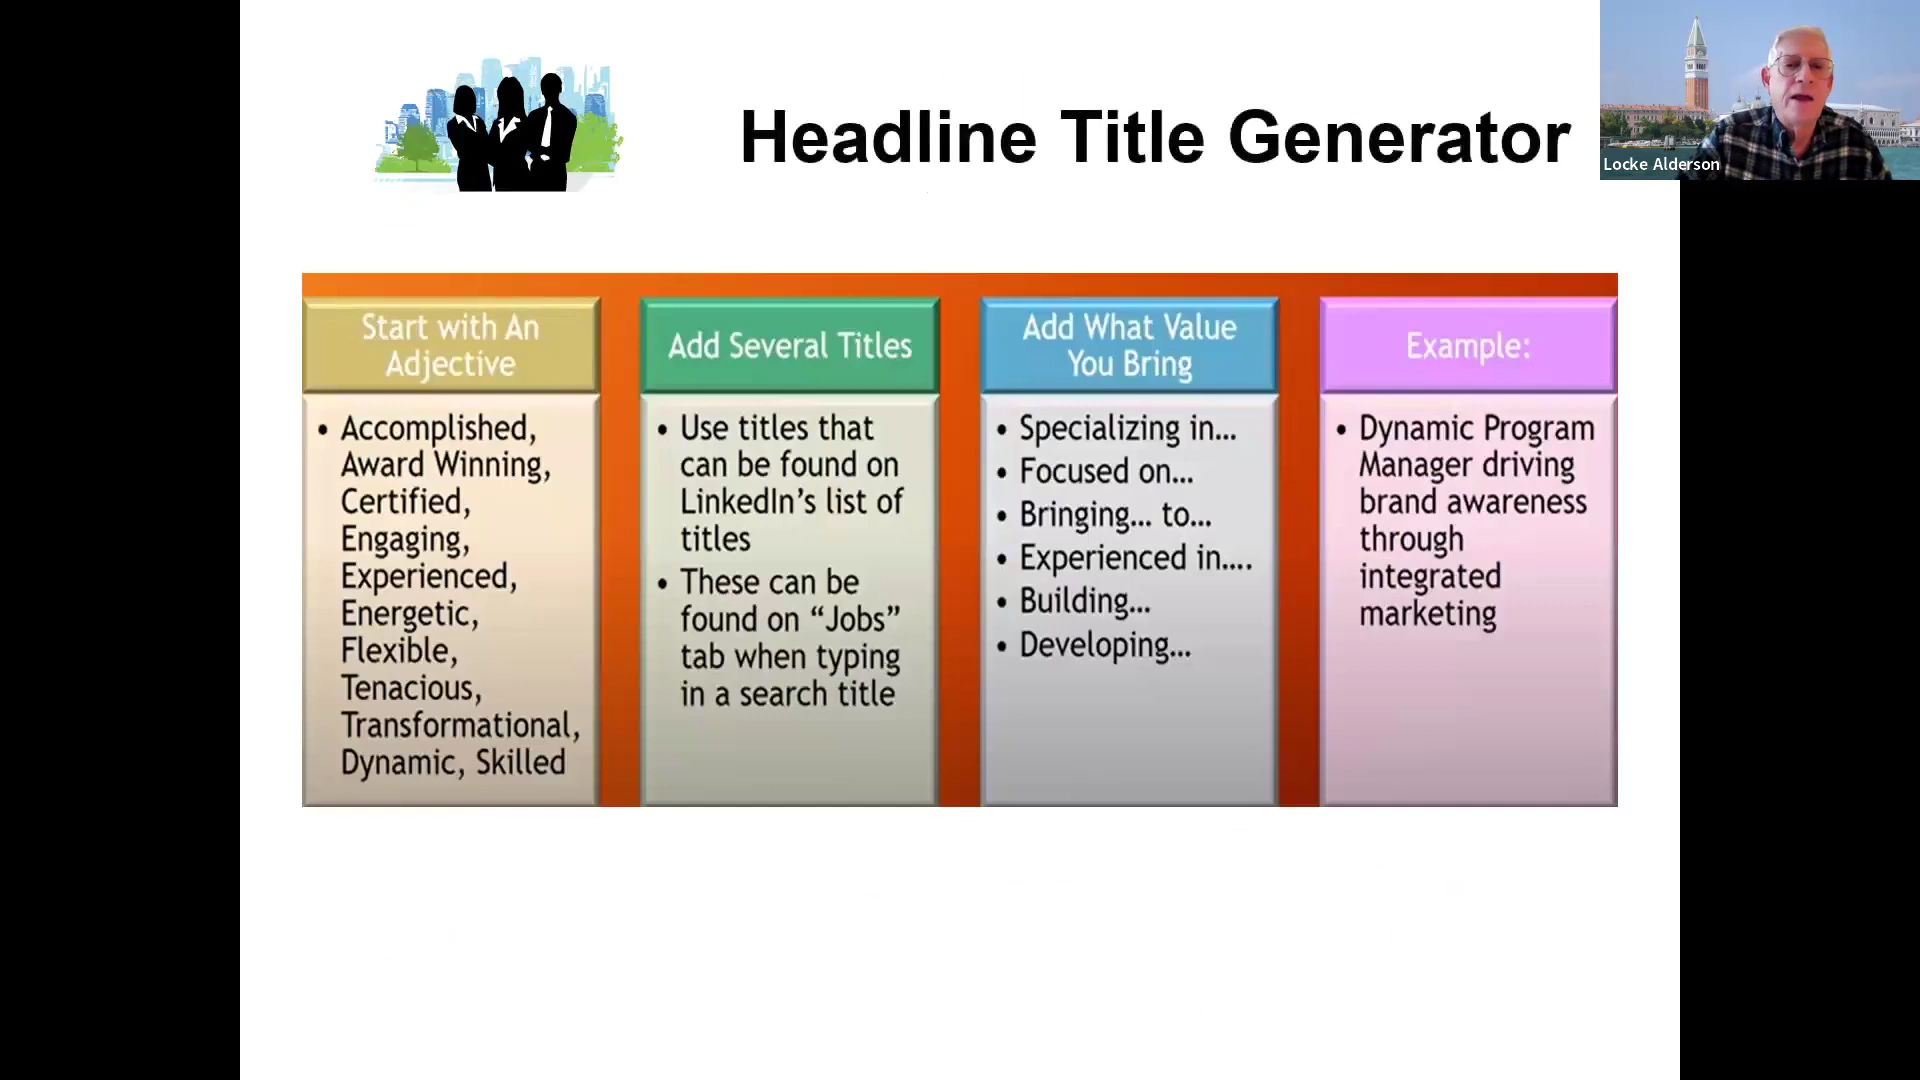 Headline Title Generator
Locke Alderson
Start with An
Adjective
• Accomplished,
Award Winning,
Certified,
Engaging,
Experienced,
Energetic,
Flexible,
Tenacious,
Transformational,
Dynamic, Skilled
Add Several Titles
• Use titles that
can be found on
LinkedIn’s list of
titles
• These can be
found on “Jobs”
tab when typing
in a search title
Add What Value
You Bring
• Specializing in…
• Focused on…
• Bringing… to…
• Experienced in….
• Building…
• Developing…
Example:
• Dynamic Program
Manager driving
brand awareness
through
integrated
marketing